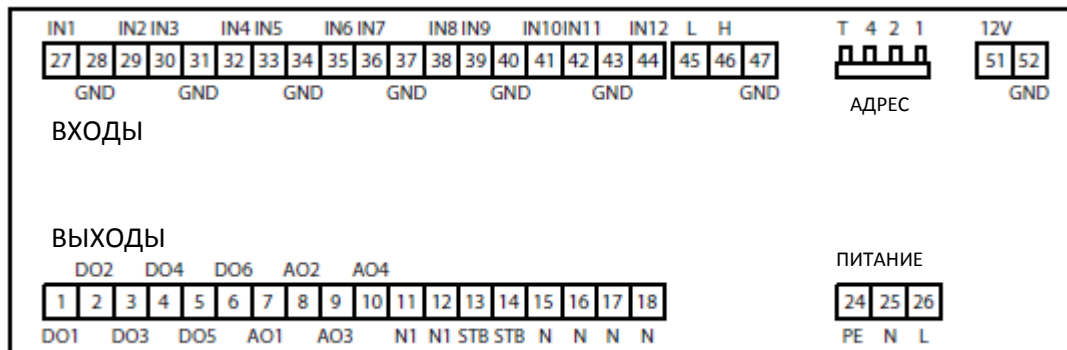 IN1 IN2 IN3 IN4 IN5 IN6 IN7 IN8 IN9 IN10 IN11 IN12 L H T 4 2 1 12V
27 28 29 30 31 32 33 34 35 36 37 38 39 40 41 42 43 44 45 46 47 51 52
GND GND GND GND GND GND GND GND
АДРЕС
ВХОДЫ
ВЫХОДЫ
ПИТАНИЕ
DO2 DO4 DO6 AO2 AO4
1 2 3 4 5 6 7 8 9 10 11 12 13 14 15 16 17 18 24 25 26
DO1 DO3 DO5 AO1 AO3 N1 N1 STB STB N N N N PE N L